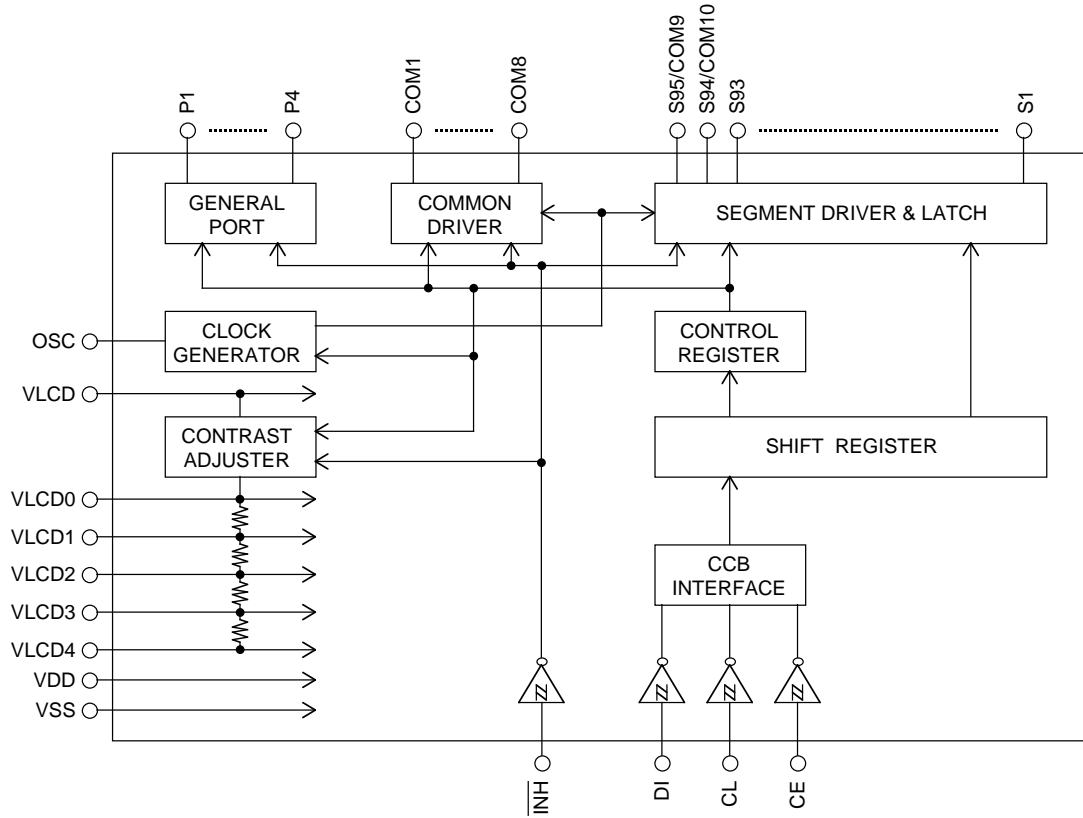 P1
P4
COM1
COM8
S95/COM9
S94/COM10
S93
S1
GENERAL
PORT
COMMON
DRIVER
SEGMENT DRIVER & LATCH
OSC
CLOCK
GENERATOR
CONTROL
REGISTER
VLCD
CONTRAST
ADJUSTER
SHIFT REGISTER
VLCD0
VLCD1
VLCD2
VLCD3
VLCD4
VDD
VSS
CCB
INTERFACE
INH
DI
CL
CE